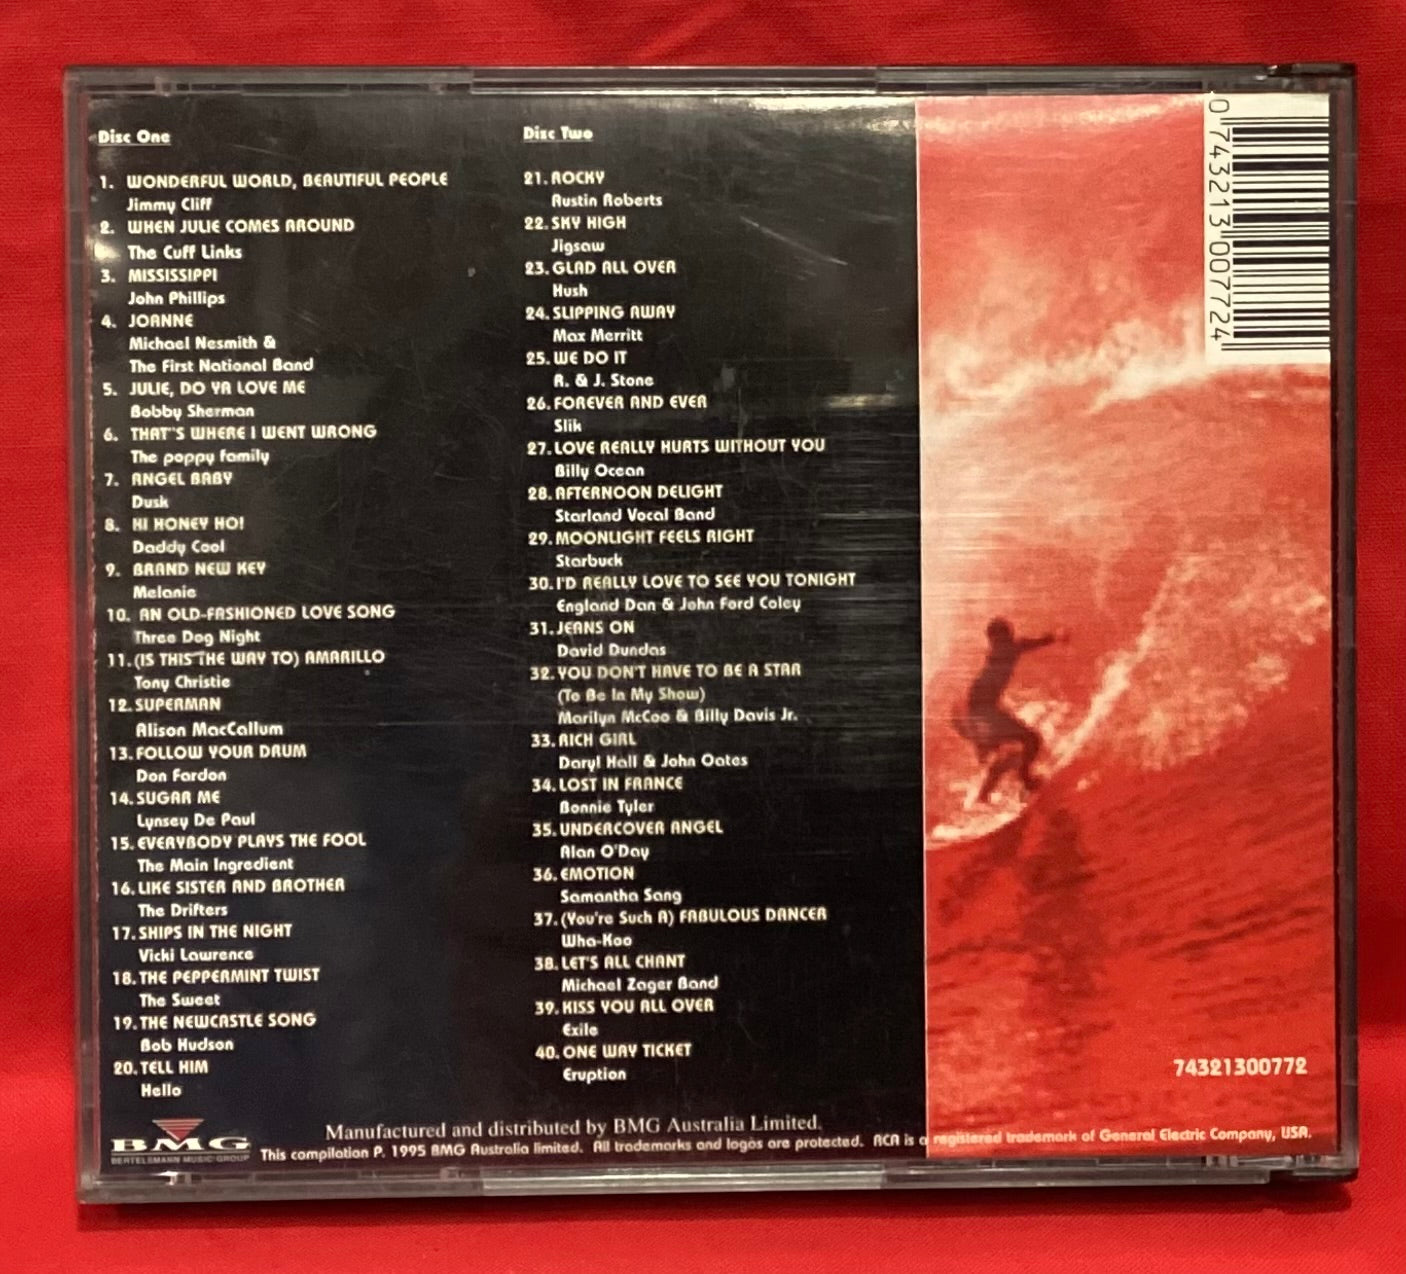 Disc One
1. WONDERFUL WORLD, BEAUTIFUL PEOPLE
Jimmy Cliff
2. WHEN JULIE COMES AROUND
The Cuff Links
3. MISSISSIPPI
John Phillips
4. JOANNE
Michael Nesmith &
The First National Band
5. JULIE, DO YA LOVE ME
Bobby Sherman
6. THAT'S WHERE I WENT WRONG
The poppy family
7. ANGEL BABY
Dusk
8. HI HONEY HO!
Daddy Cool
9. BRAND NEW KEY
Melanie
10. AN OLD-FASHIONED LOVE SONG
Three Dog Night
11. (IS THIS THE WAY TO) AMARILLO
Tony Christie
12. SUPERMAN
Alison MacCallum
13. FOLLOW YOUR DRUM
Don Fardon
14. SUGAR ME
Lynsey De Paul
15. EVERYBODY PLAYS THE FOOL
The Main Ingredient
16. LIKE SISTER AND BROTHER
The Drifters
17. SHIPS IN THE NIGHT
Vicki Lawrence
18. THE PEPPERMINT TWIST
The Sweet
19. THE NEWCASTLE SONG
Bob Hudson
20. TELL HIM
Hello
Disc Two
21. ROCKY
Austin Roberts
22. SKY HIGH
Jigsaw
23. GLAD ALL OVER
Hush
24. SLIPPING AWAY
Max Merritt
25. WE DO IT
R. & J. Stone
26. FOREVER AND EVER
Slik
27. LOVE REALLY HURTS WITHOUT YOU
Billy Ocean
28. AFTERNOON DELIGHT
Starland Vocal Band
29. MOONLIGHT FEELS RIGHT
Starbuck
30. I'D REALLY LOVE TO SEE YOU TONIGHT
England Dan & John Ford Coley
31. JEANS ON
David Dundas
32. YOU DON'T HAVE TO BE A STAR
(To Be In My Show)
Marilyn McCoo & Billy Davis Jr.
33. RICH GIRL
Daryl Hall & John Oates
34. LOST IN FRANCE
Bonnie Tyler
35. UNDERCOVER ANGEL
Alan O'Day
36. EMOTION
Samantha Sang
37. (You're Such A) FABULOUS DANCER
Wha-Koo
38. LET'S ALL CHANT
Michael Zager Band
39. KISS YOU ALL OVER
Exile
40. ONE WAY TICKET
Eruption
0 743213 007724
74321300772
BMG
BERTELSMANN MUSIC GROUP
Manufactured and distributed by BMG Australia Limited.
This compilation P. 1995 BMG Australia limited. All trademarks and logos are protected. RCA is a registered trademark of General Electric Company, USA.